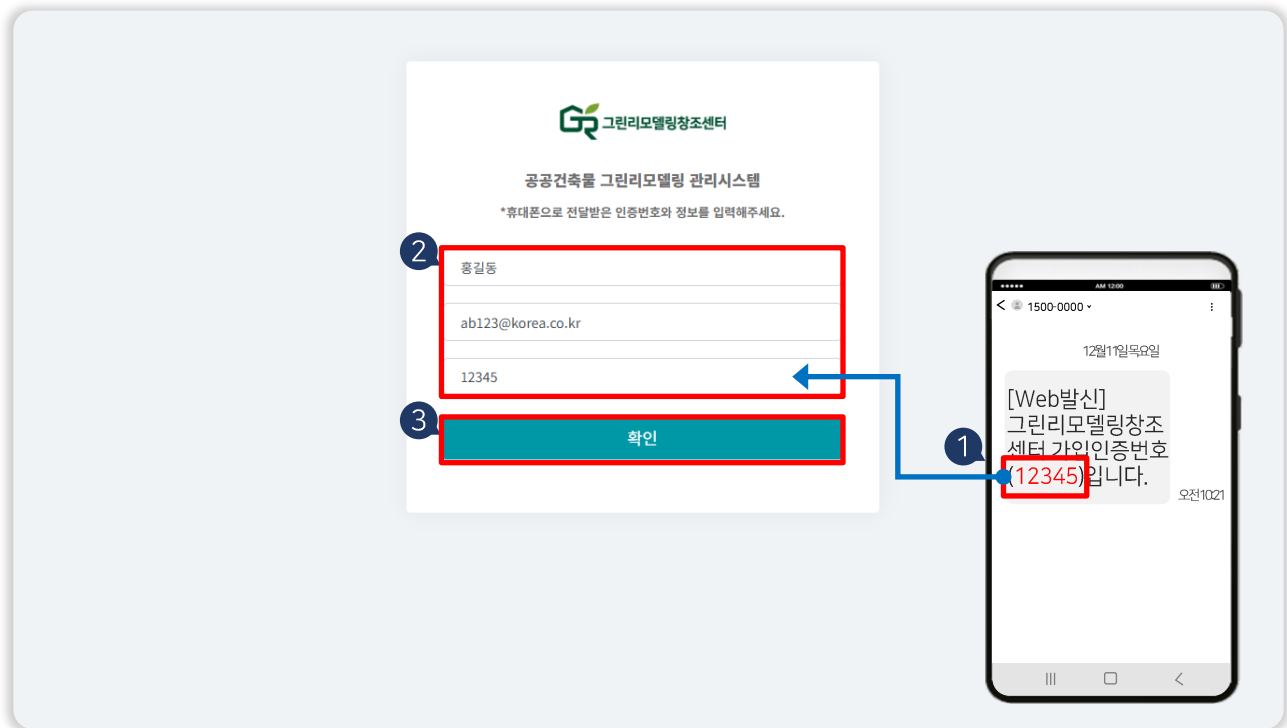 그린리모델링창조센터
공공건축물 그린리모델링 관리시스템
*휴대폰으로 전달받은 인증번호와 정보를 입력해주세요.
2
홍길동
ab123@korea.co.kr
12345
3
확인
AM 12:00
1500-0000
12월11일목요일
[Web발신]
그린리모델링창조
센터 가입인증번호
(12345)입니다.
1
오전10:21